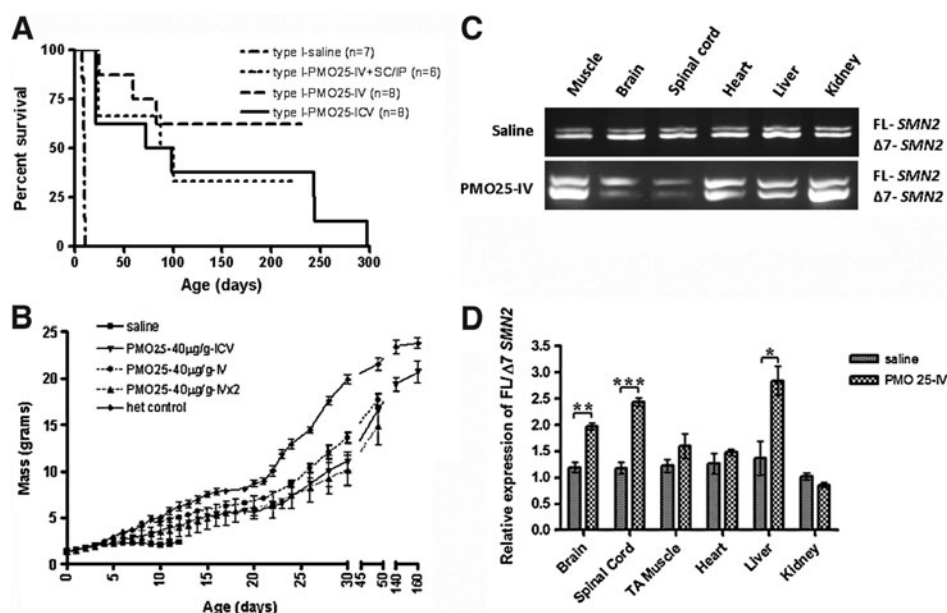 A
type I-saline (n=7)
type I-PMO25-IV+SC/IP (n=6)
type I-PMO25-IV (n=8)
type I-PMO25-ICV (n=8)
Percent survival
100
75
50
25
0
0 50 100 150 200 250 300
Age (days)
B
saline
PMO25-40µg/g-ICV
PMO25-40µg/g-IV
PMO25-40µg/g-IVx2
het control
Mass (grams)
25
20
15
10
5
0
0 5 10 15 20 25 30 45 50 140 160
Age (days)
C
Muscle Brain Spinal cord Heart Liver Kidney
Saline
FL- SMN2
Δ7- SMN2
PMO25-IV
FL- SMN2
Δ7- SMN2
D
saline
PMO 25-IV
Relative expression of FL/Δ7 SMN2
3.5
3.0
2.5
2.0
1.5
1.0
0.5
0.0
** *** *
Brain Spinal Cord TA Muscle Heart Liver Kidney